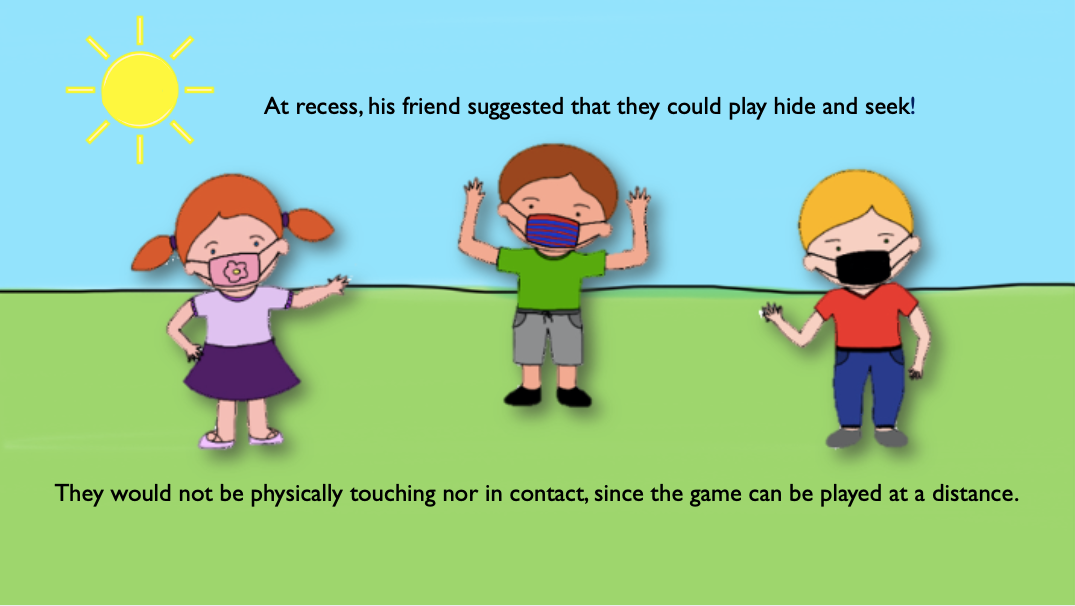 At recess, his friend suggested that they could play hide and seek!
They would not be physically touching nor in contact, since the game can be played at a distance.